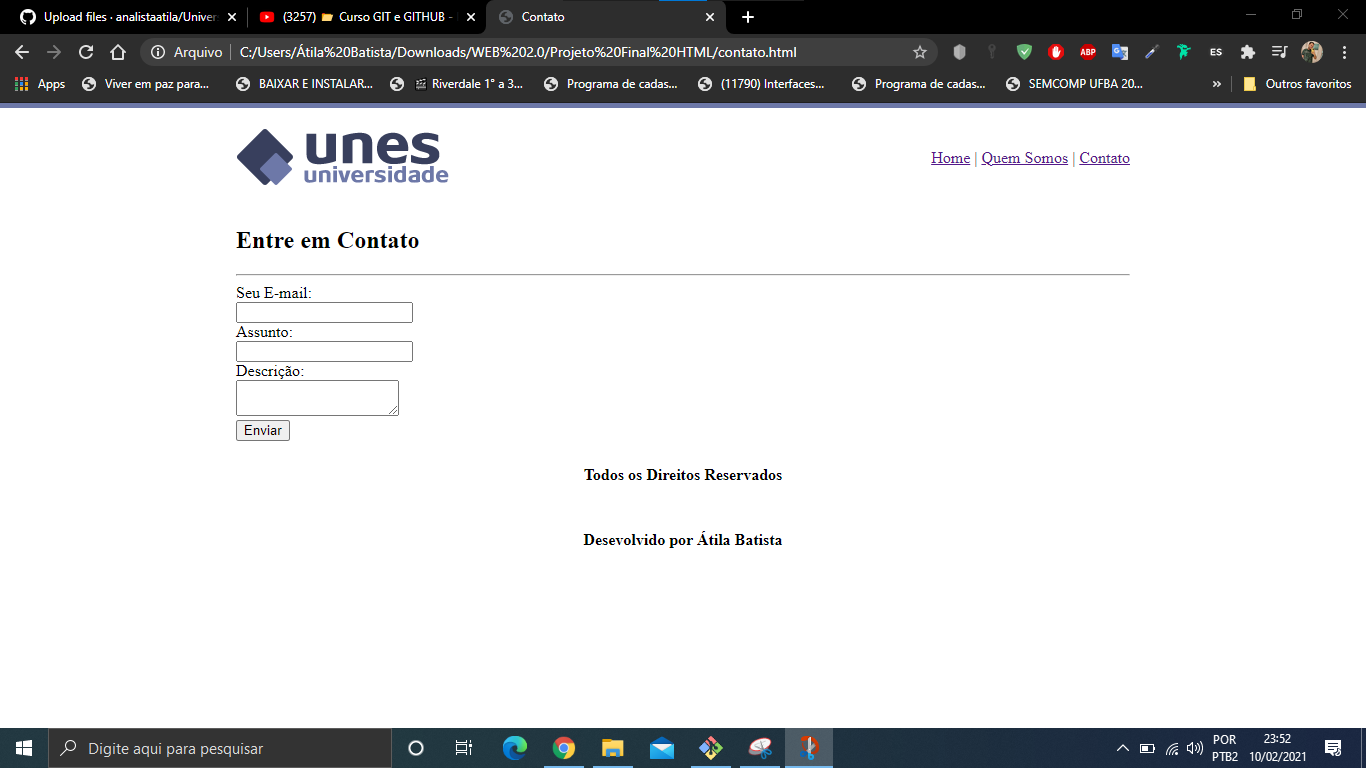 Upload files · analistaatila/Univer
(3257) 📂 Curso GIT e GITHUB -
Contato
Arquivo C:/Users/Átila%20Batista/Downloads/WEB%202.0/Projeto%20Final%20HTML/contato.html
ABP
ES
Apps
Viver em paz para...
BAIXAR E INSTALAR...
Riverdale 1° a 3...
Programa de cadas...
(11790) Interfaces...
Programa de cadas...
SEMCOMP UFBA 20...
»
Outros favoritos
unes
universidade
Home | Quem Somos | Contato
Entre em Contato
Seu E-mail:
Assunto:
Descrição:
Enviar
Todos os Direitos Reservados
Desevolvido por Átila Batista
Digite aqui para pesquisar
POR
PTB2
23:52
10/02/2021